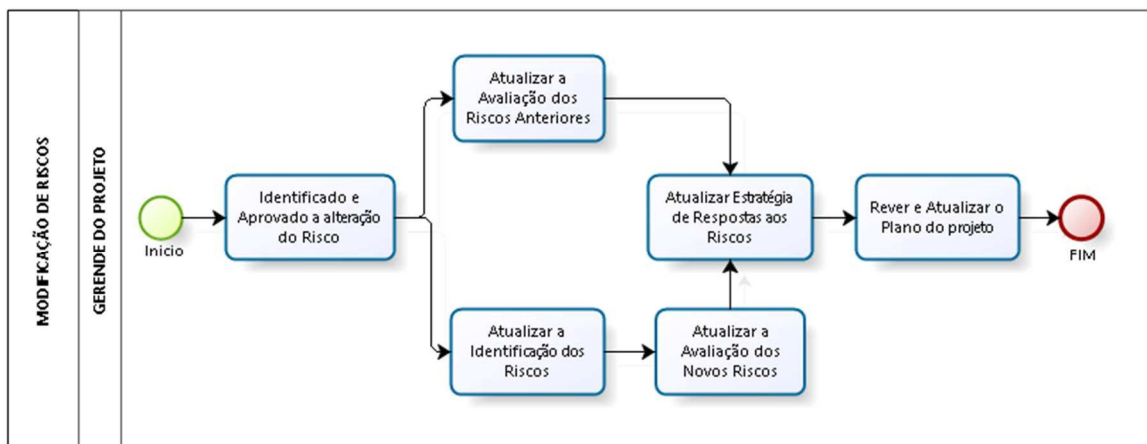 MODIFICAÇÃO DE RISCOS
GERENDE DO PROJETO
Inicio
Identificado e
Aprovado a alteração
do Risco
Atualizar a
Avaliação dos
Riscos Anteriores
Atualizar a
Identificação dos
Riscos
Atualizar a
Avaliação dos
Novos Riscos
Atualizar Estratégia
de Respostas aos
Riscos
Rever e Atualizar o
Plano do projeto
FIM